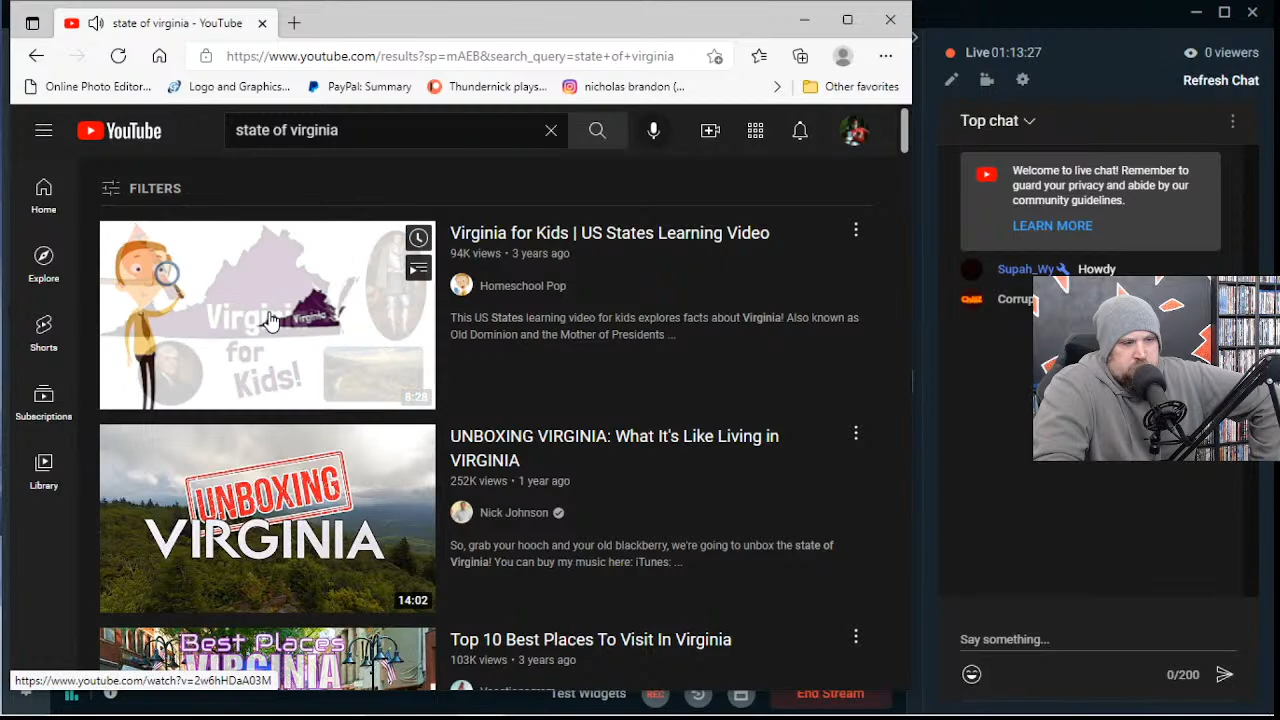 state of virginia - YouTube
https://www.youtube.com/results?sp=mAEB&search_query=state+of+virginia
Online Photo Editor...
Logo and Graphics...
PayPal: Summary
Thundernick plays...
nicholas brandon (...
Other favorites
YouTube
state of virginia
FILTERS
Home
Explore
Shorts
Subscriptions
Library
Virginia
for
Kids!
Virginia
8:28
Virginia for Kids | US States Learning Video
94K views • 3 years ago
Homeschool Pop
This US States learning video for kids explores facts about Virginia! Also known as
Old Dominion and the Mother of Presidents ...
UNBOXING
VIRGINIA
14:02
UNBOXING VIRGINIA: What It's Like Living in
VIRGINIA
252K views • 1 year ago
Nick Johnson
So, grab your hooch and your old blackberry, we're going to unbox the state of
Virginia! You can buy my music here: iTunes: ...
Best Places
VIRGINIA
Top 10 Best Places To Visit In Virginia
103K views • 3 years ago
https://www.youtube.com/watch?v=2w6hHDaA03M
Test Widgets
REC
End Stream
Live 01:13:27
0 viewers
Refresh Chat
Top chat
Welcome to live chat! Remember to
guard your privacy and abide by our
community guidelines.
LEARN MORE
Supah_Wy Howdy
Corrup
Say something...
0/200